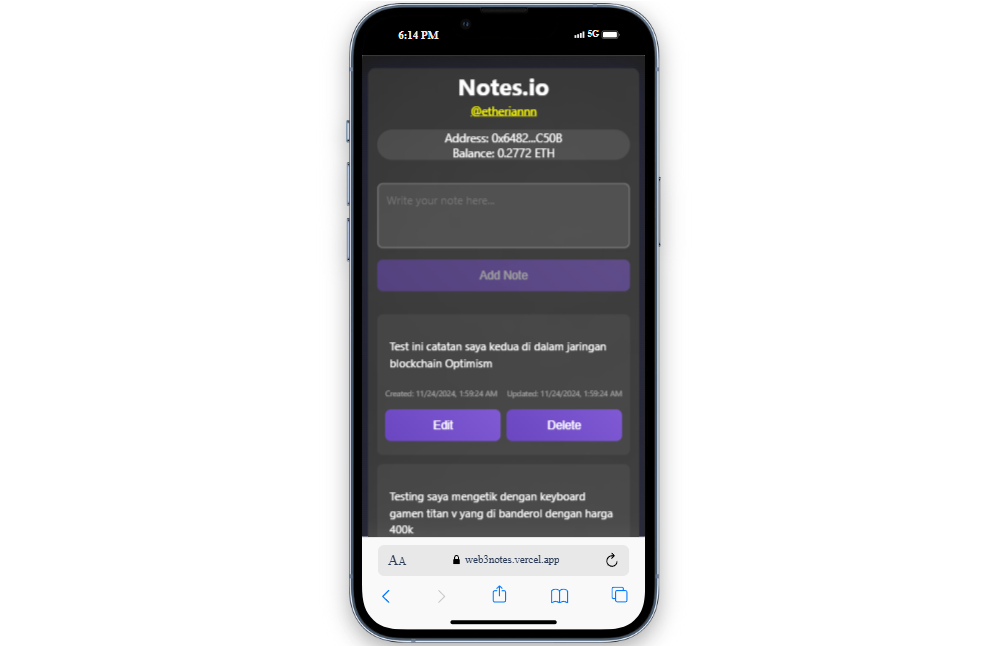 6:14 PM
5G
Notes.io
@etheriannn
Address: 0x6482...C50B
Balance: 0.2772 ETH
Write your note here...
Add Note
Test ini catatan saya kedua di dalam jaringan
blockchain Optimism
Created: 11/24/2024, 1:59:24 AM Updated: 11/24/2024, 1:59:24 AM
Edit Delete
Testing saya mengetik dengan keyboard
gamen titan v yang di banderol dengan harga
400k
AA web3notes.vercel.app